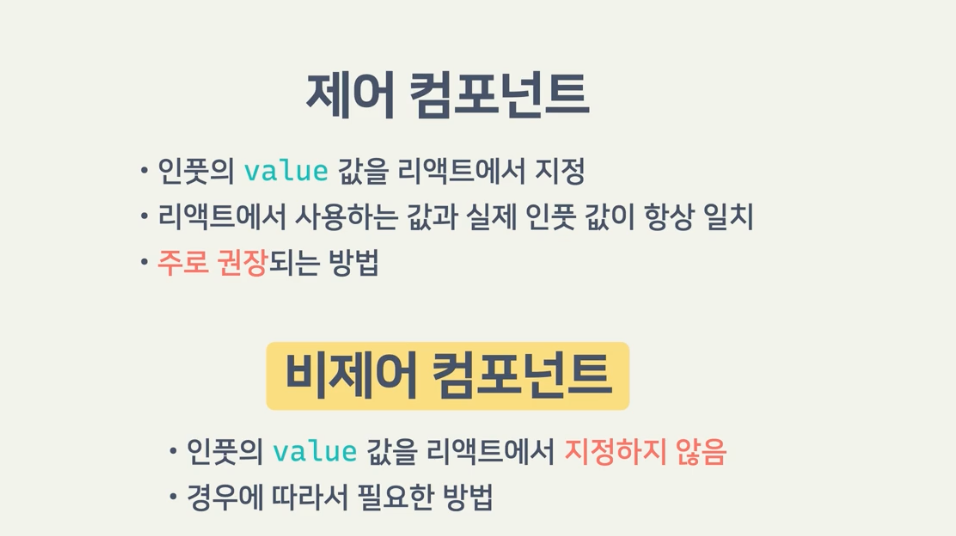 제어 컴포넌트
• 인풋의 value 값을 리액트에서 지정
• 리액트에서 사용하는 값과 실제 인풋 값이 항상 일치
• 주로 권장되는 방법
비제어 컴포넌트
• 인풋의 value 값을 리액트에서 지정하지 않음
• 경우에 따라서 필요한 방법